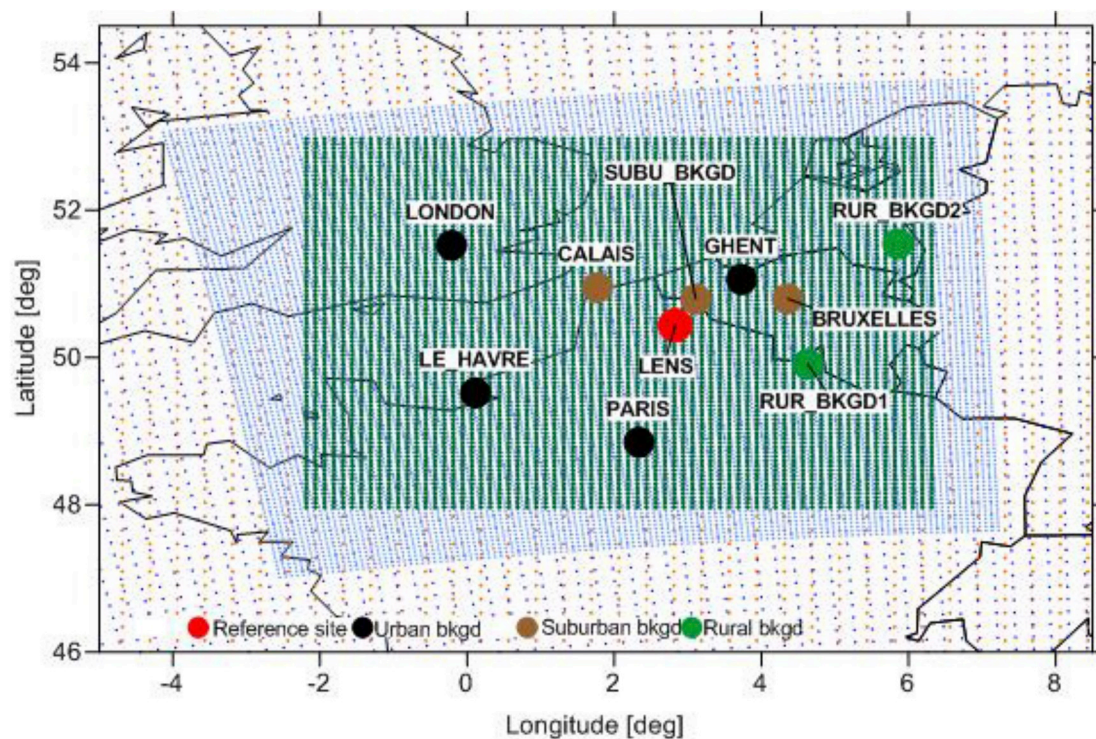 54
52
50
48
46
Latitude [deg]
SUBU_BKGD
LONDON
RUR_BKGD2
GHENT
CALAIS
BRUXELLES
LE_HAVRE
LENS
RUR_BKGD1
PARIS
Reference site Urban bkgd Suburban bkgd Rural bkgd
-4 -2 0 2 4 6 8
Longitude [deg]